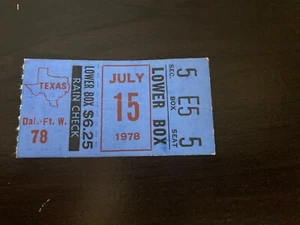 TEXAS
Dal.-Ft. W.
78
LOWER BOX $6.25
RAIN CHECK
JULY
15
1978
LOWER BOX
5 E5 5
SEC. BOX SEAT